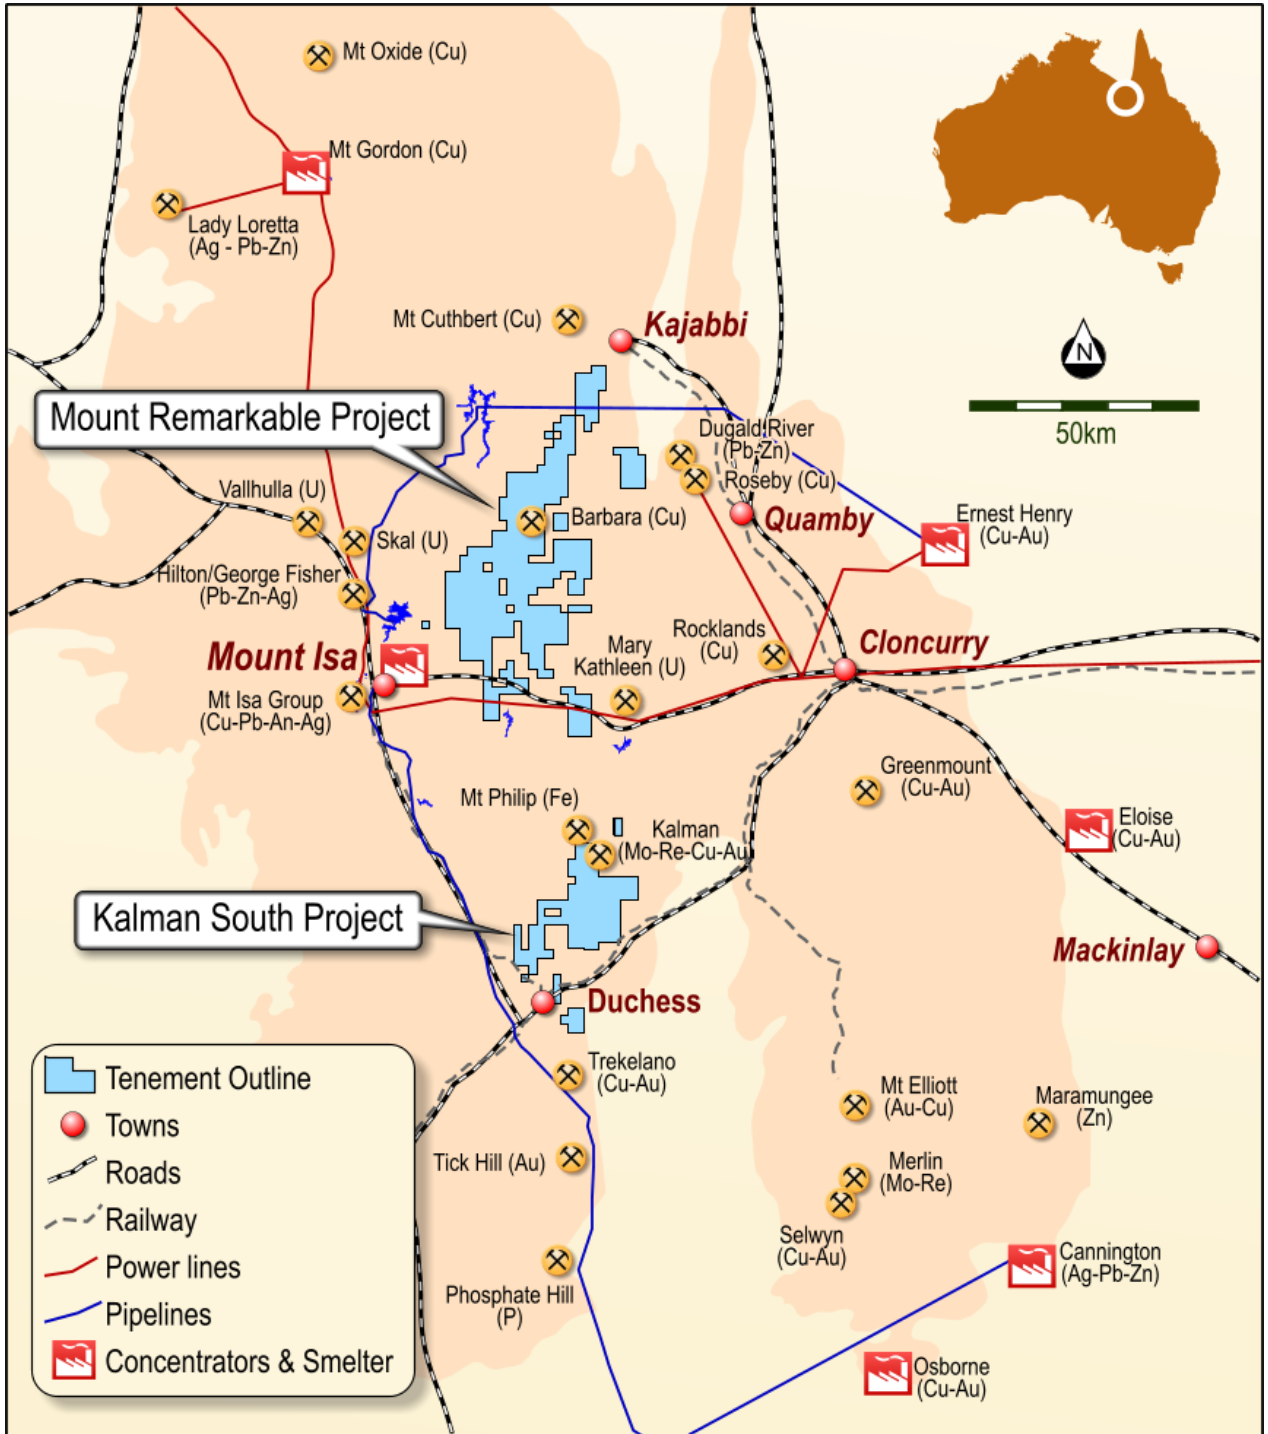 Mt Oxide (Cu)
Mt Gordon (Cu)
Lady Loretta
(Ag - Pb-Zn)
Mt Cuthbert (Cu)
Kajabbi
N
50km
Mount Remarkable Project
Dugald River
(Pb-Zn)
Roseby (Cu)
Vallhulla (U)
Skal (U)
Barbara (Cu)
Quamby
Ernest Henry
(Cu-Au)
Hilton/George Fisher
(Pb-Zn-Ag)
Mount Isa
Mary
Kathleen (U)
Rocklands
(Cu)
Cloncurry
Mt Isa Group
(Cu-Pb-An-Ag)
Greenmount
(Cu-Au)
Mt Philip (Fe)
Kalman
(Mo-Re-Cu-Au
Eloise
(Cu-Au)
Kalman South Project
Mackinlay
Duchess
Trekelano
(Cu-Au)
Mt Elliott
(Au-Cu)
Maramungee
(Zn)
Tick Hill (Au)
Merlin
(Mo-Re)
Selwyn
(Cu-Au)
Cannington
(Ag-Pb-Zn)
Phosphate Hill
(P)
Osborne
(Cu-Au)
Tenement Outline
Towns
Roads
Railway
Power lines
Pipelines
Concentrators & Smelter